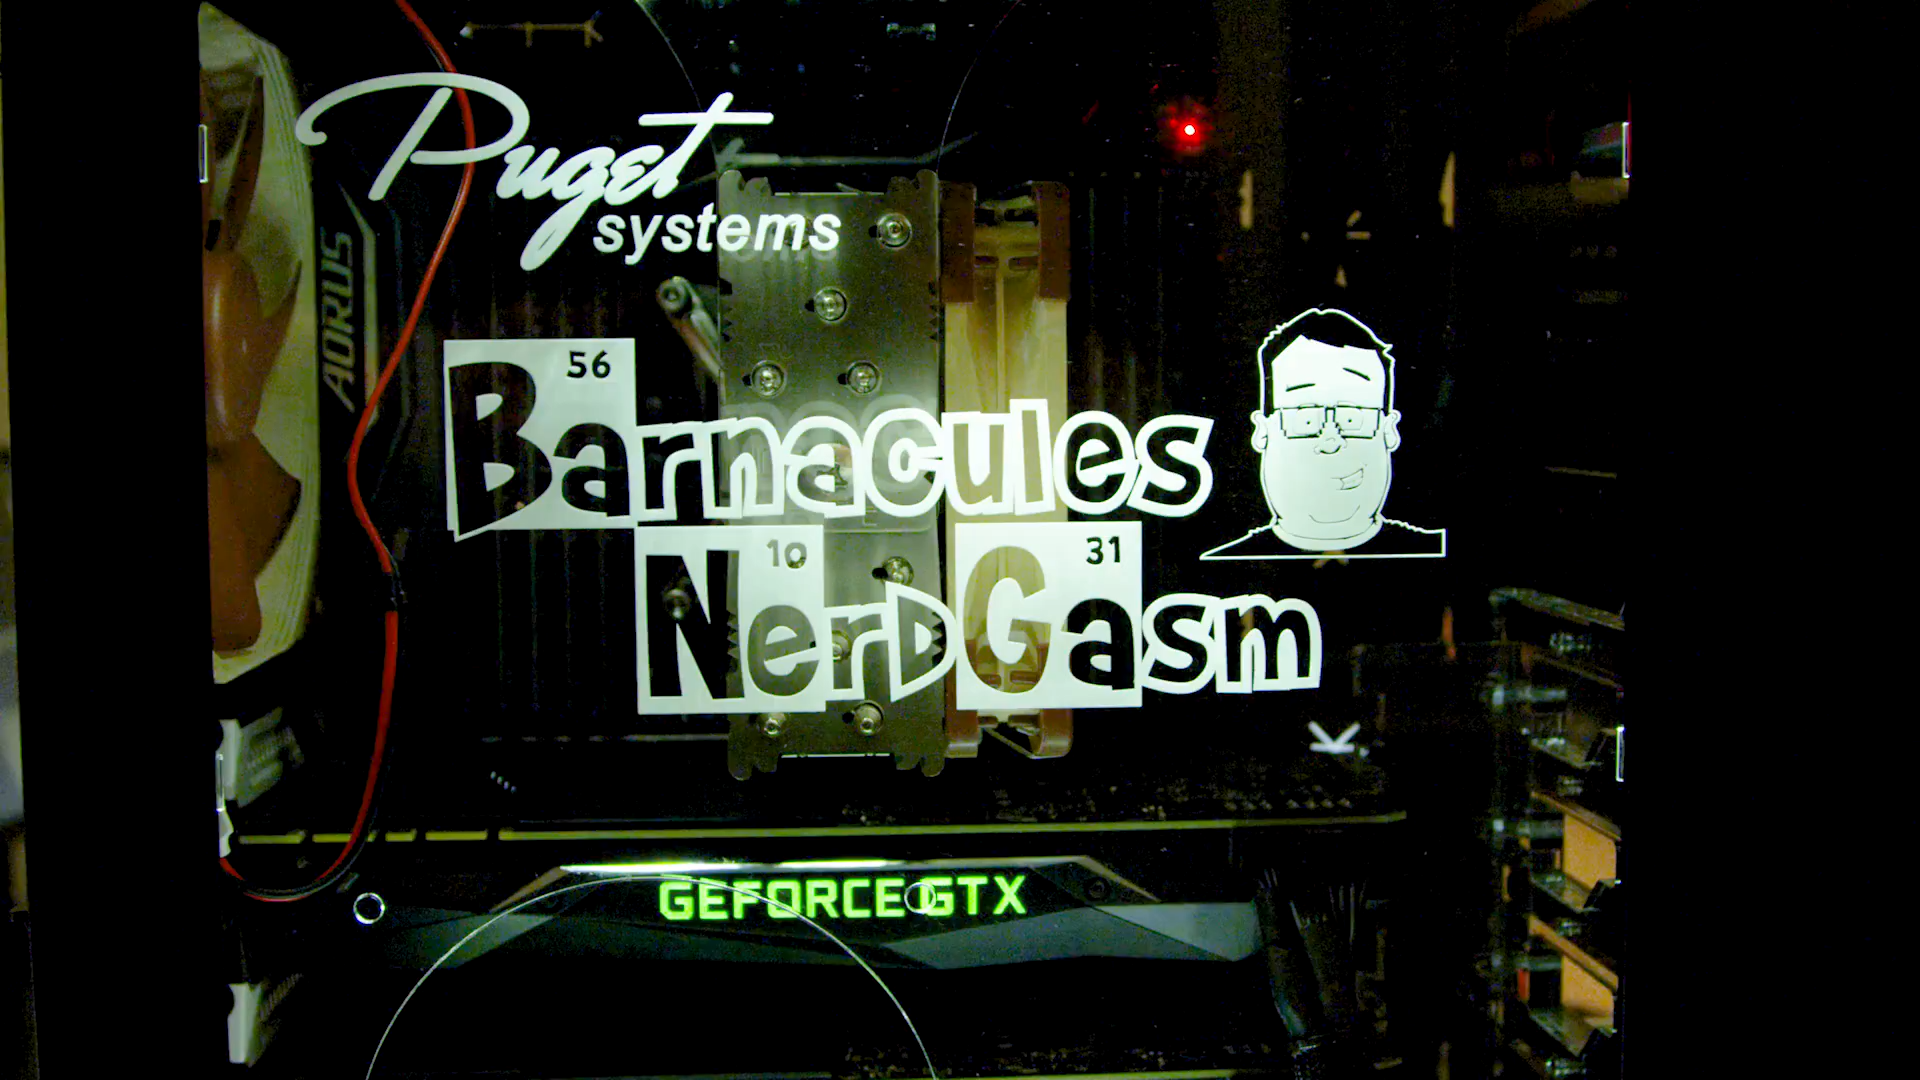 Puget
systems
AORUS
56
Barnacules
10
31
NerDGasm
GEFORCE GTX